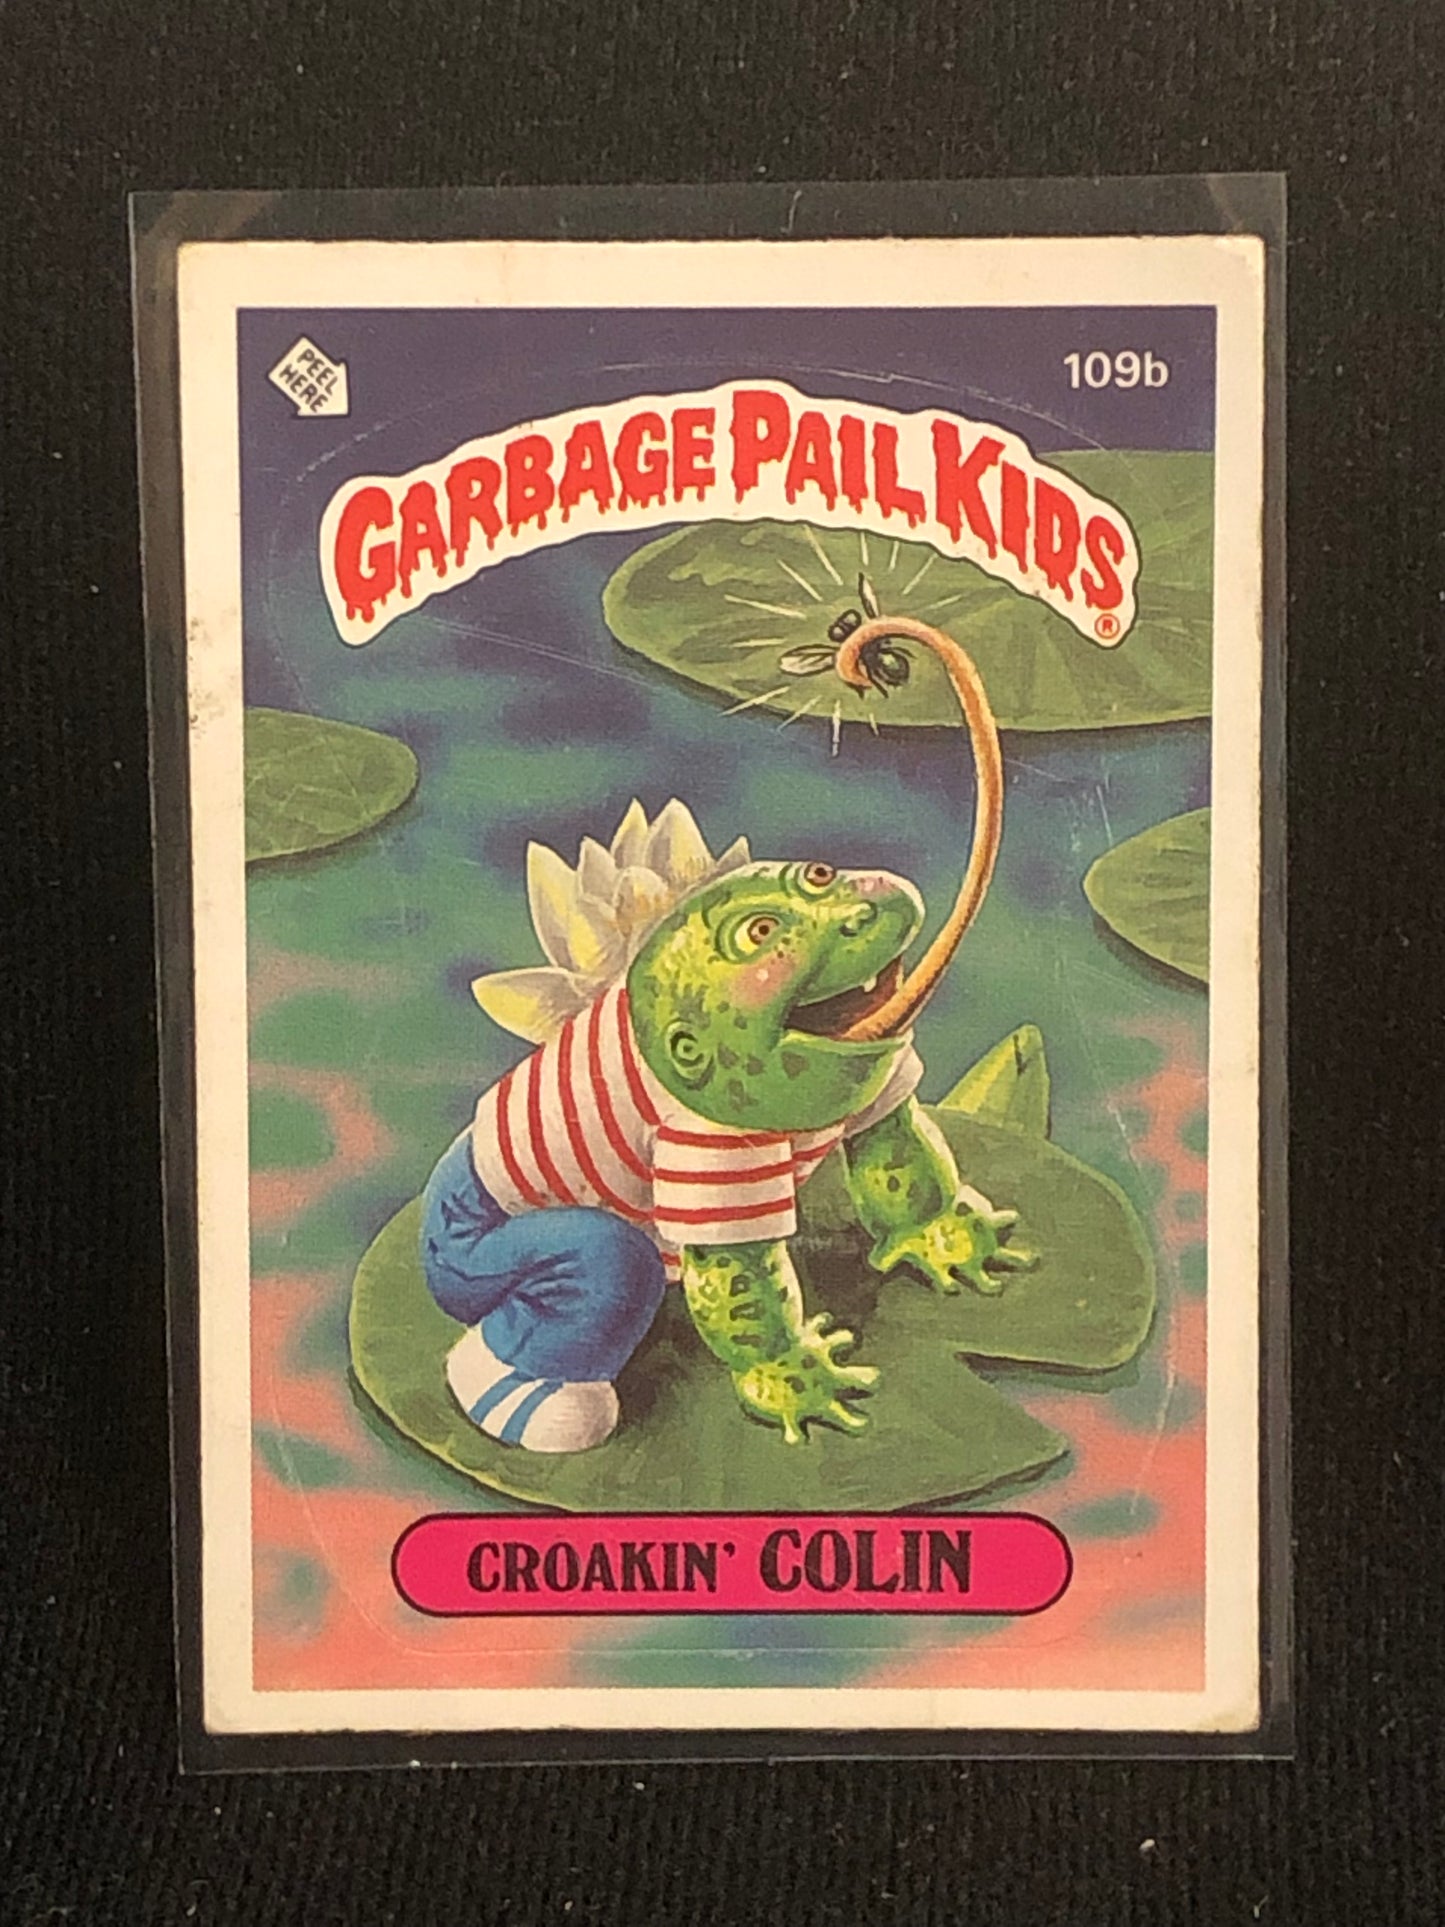 PEEL
HERE
109b
GARBAGE PAIL KIDS
®
CROAKIN' COLIN